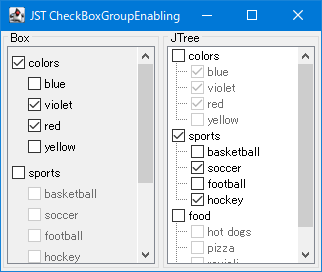 JST CheckBoxGroupEnabling
Box
colors
blue
violet
red
yellow
sports
basketball
soccer
football
hockey
JTree
colors
blue
violet
red
yellow
sports
basketball
soccer
football
hockey
food
hot dogs
pizza